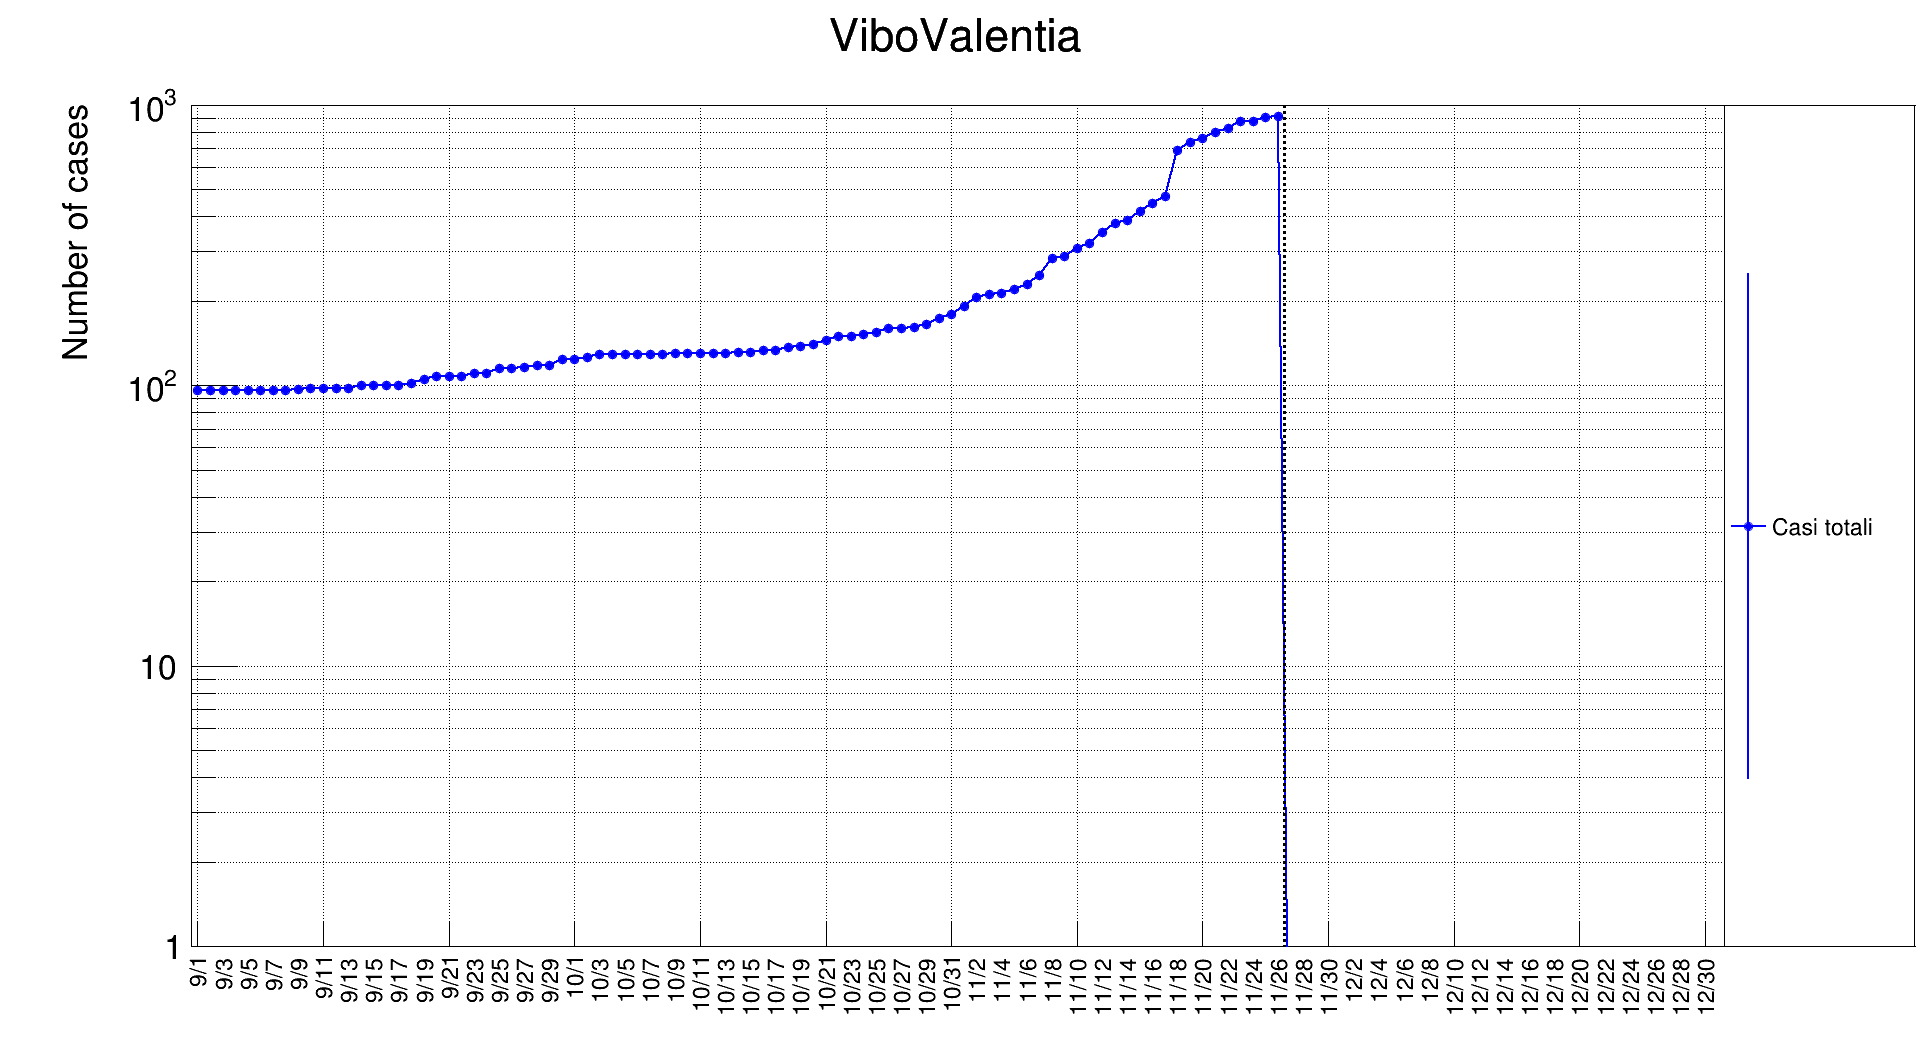 ViboValentia
Number of cases
10³
10²
10
1
Casi totali
9/1 9/3 9/5 9/7 9/9 9/11 9/13 9/15 9/17 9/19 9/21 9/23 9/25 9/27 9/29 10/1 10/3 10/5 10/7 10/9 10/11 10/13 10/15 10/17 10/19 10/21 10/23 10/25 10/27 10/29 10/31 11/2 11/4 11/6 11/8 11/10 11/12 11/14 11/16 11/18 11/20 11/22 11/24 11/26 11/28 11/30 12/2 12/4 12/6 12/8 12/10 12/12 12/14 12/16 12/18 12/20 12/22 12/24 12/26 12/28 12/30